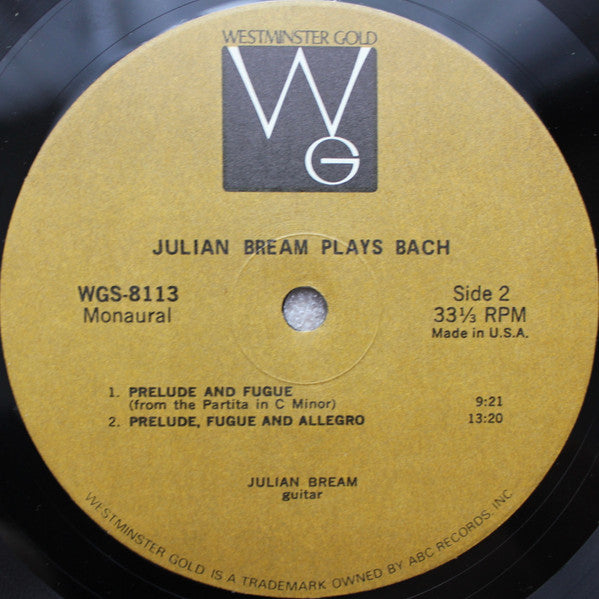 WESTMINSTER GOLD
WG
JULIAN BREAM PLAYS BACH
WGS-8113
Monaural
Side 2
33⅓ RPM
Made in U.S.A.
1. PRELUDE AND FUGUE
(from the Partita in C Minor) 9:21
2. PRELUDE, FUGUE AND ALLEGRO 13:20
JULIAN BREAM
guitar
WESTMINSTER GOLD IS A TRADEMARK OWNED BY ABC RECORDS, INC.